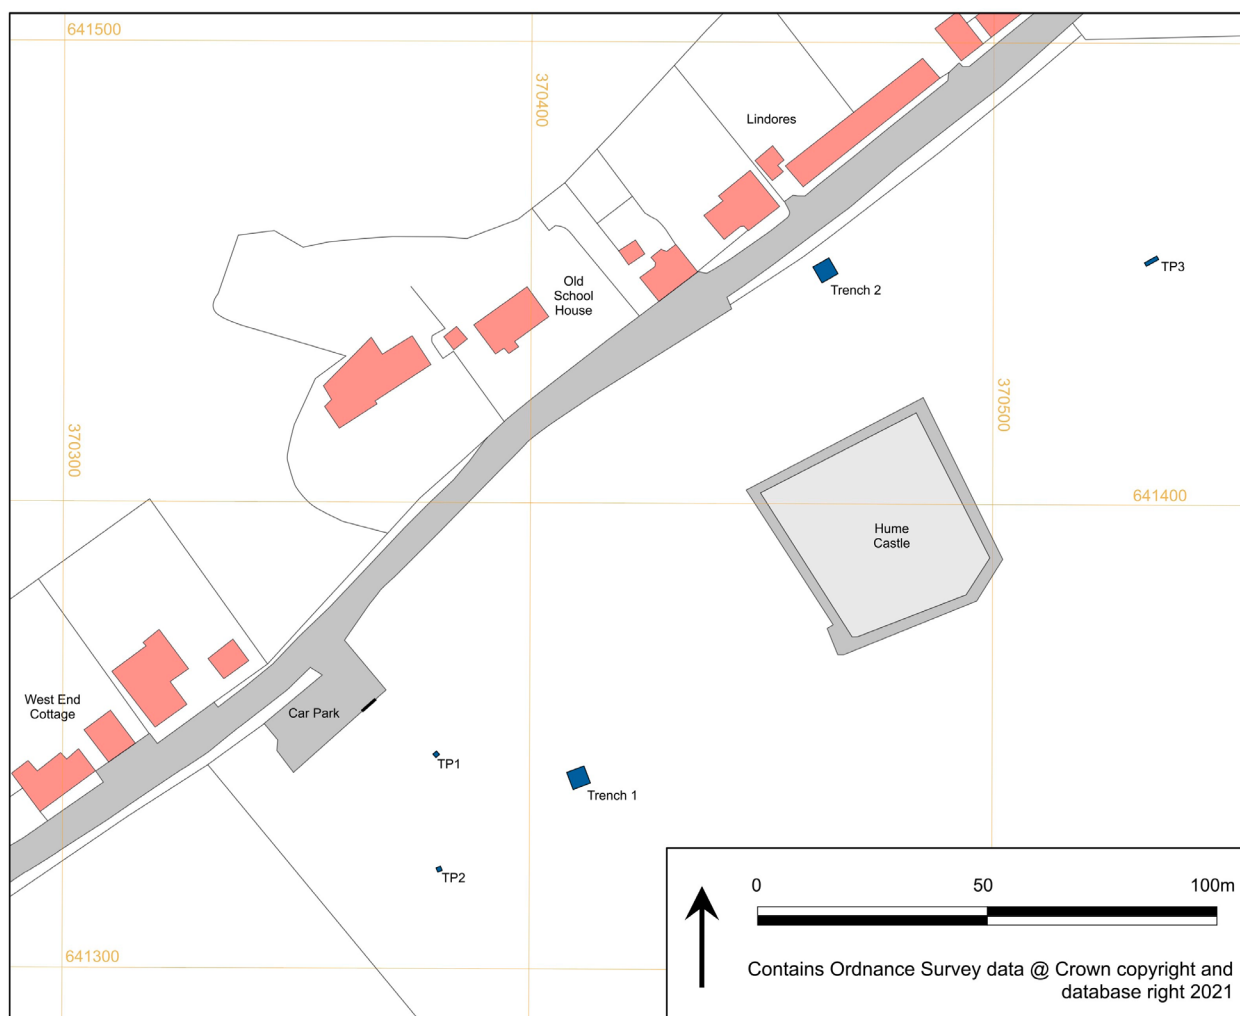 641500
370400
Lindores
TP3
Old
School
House
Trench 2
370300
370500
641400
Hume
Castle
West End
Cottage
Car Park
TP1
Trench 1
TP2
641300
0 50 100m
Contains Ordnance Survey data @ Crown copyright and
database right 2021